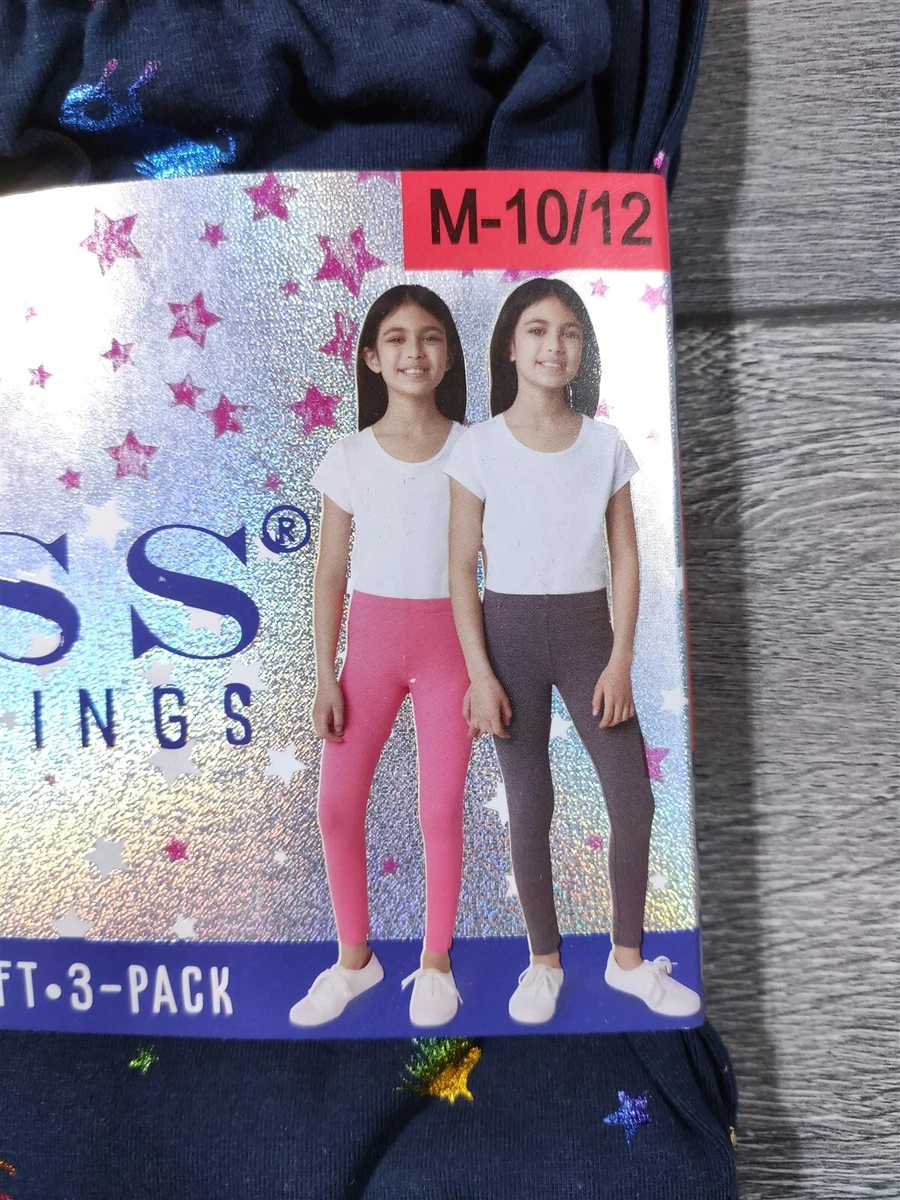 M-10/12
SS®
INGS
FT•3-PACK